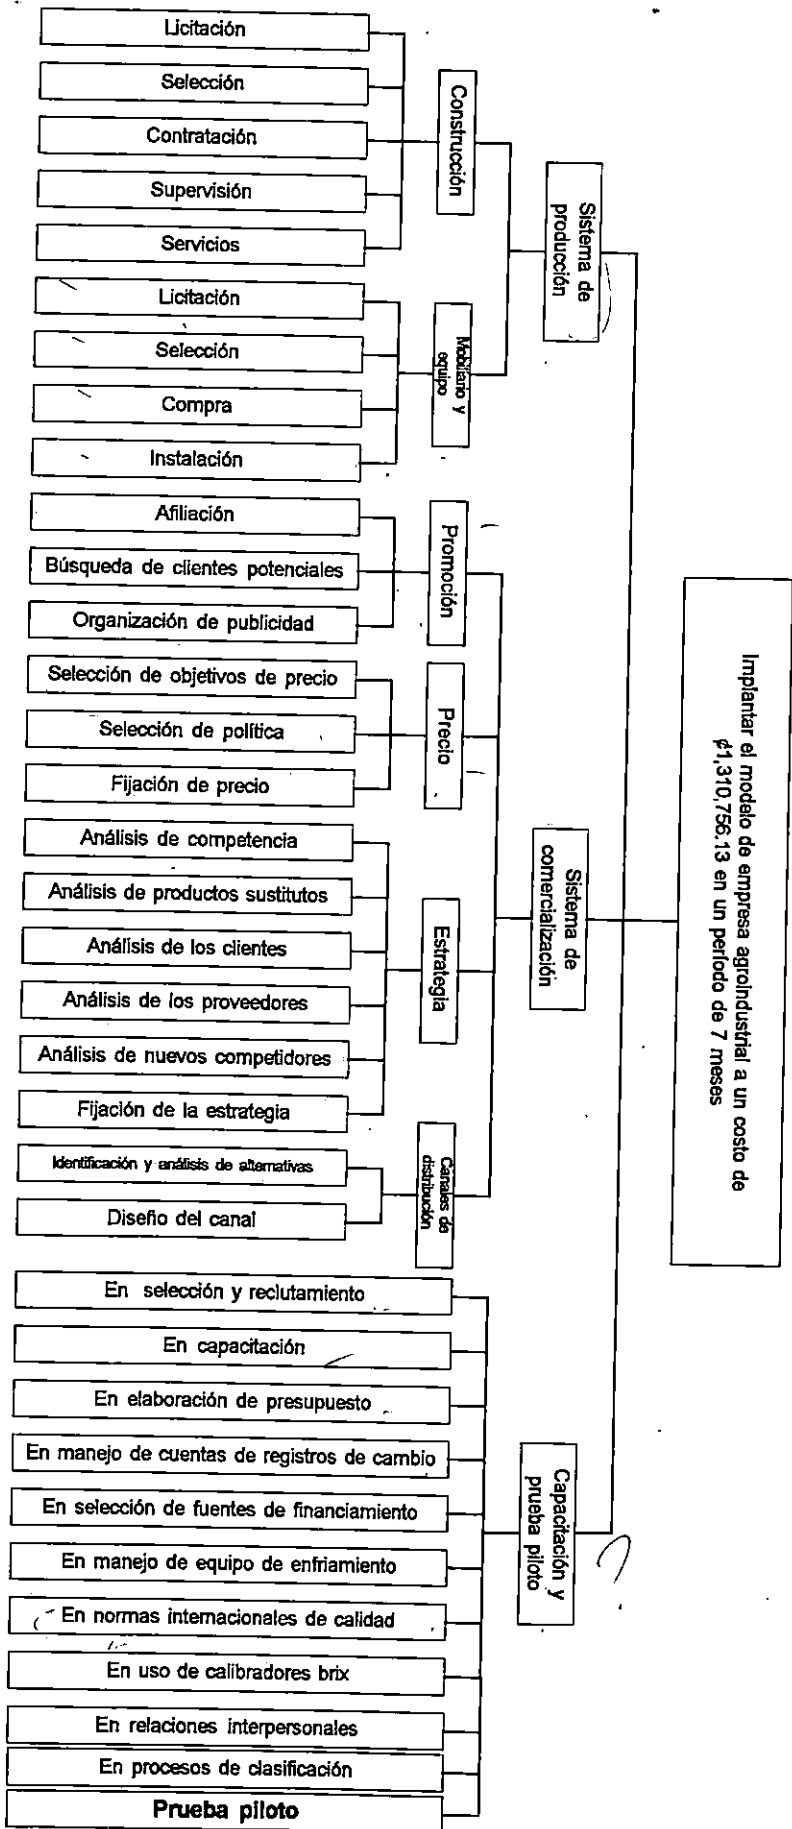 Implantar el modelo de empresa agroindustrial a un costo de
¢1,310,756.13 en un período de 7 meses
Sistema de
producción
Construcción
Licitación
Selección
Contratación
Supervisión
Servicios
Mobiliario y
equipo
Licitación
Selección
Compra
Instalación
Sistema de
comercialización
Promoción
Afiliación
Búsqueda de clientes potenciales
Organización de publicidad
Precio
Selección de objetivos de precio
Selección de política
Fijación de precio
Estrategia
Análisis de competencia
Análisis de productos sustitutos
Análisis de los clientes
Análisis de los proveedores
Análisis de nuevos competidores
Fijación de la estrategia
Canales de
distribución
Identificación y análisis de alternativas
Diseño del canal
Capacitación y
prueba piloto
En selección y reclutamiento
En capacitación
En elaboración de presupuesto
En manejo de cuentas de registros de cambio
En selección de fuentes de financiamiento
En manejo de equipo de enfriamiento
En normas internacionales de calidad
En uso de calibradores brix
En relaciones interpersonales
En procesos de clasificación
Prueba piloto